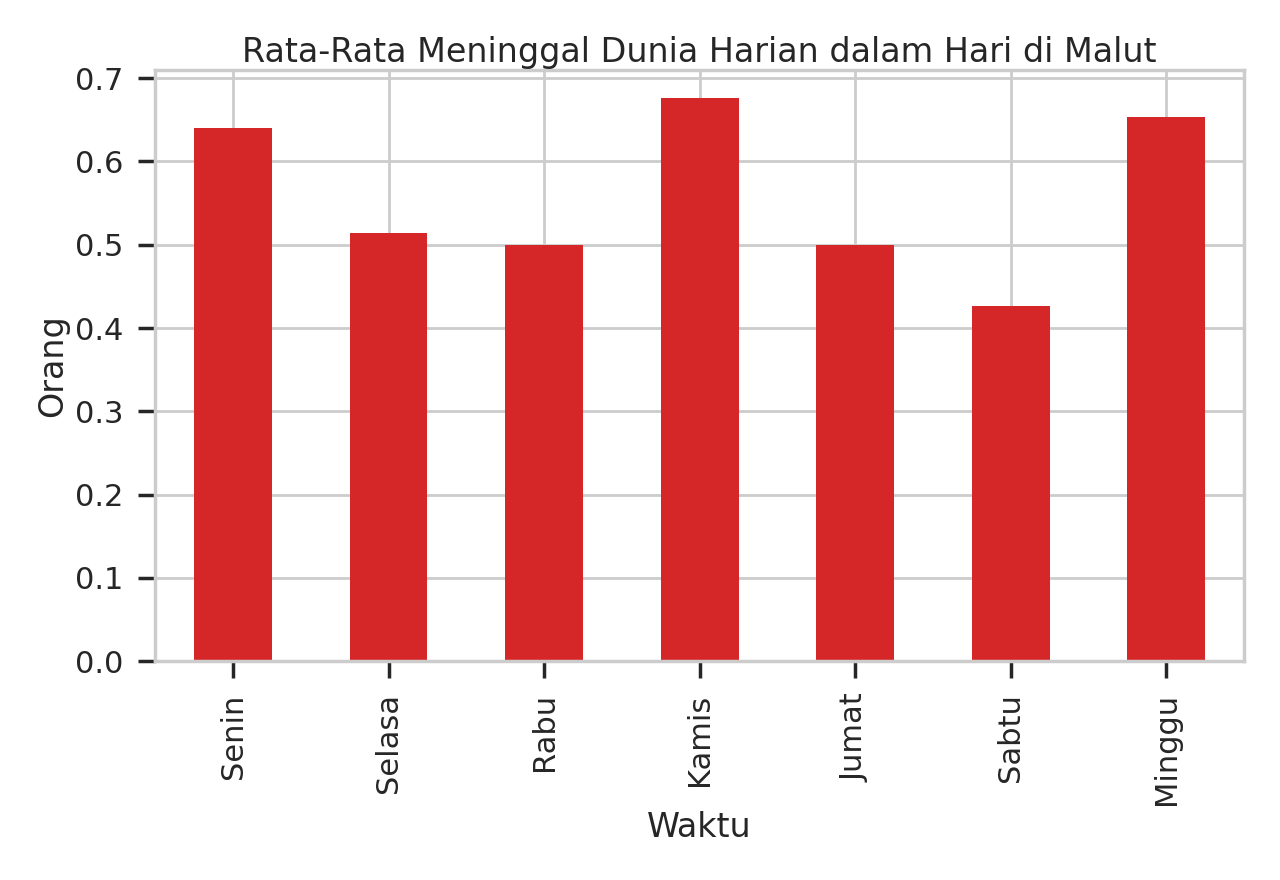 Rata-Rata Meninggal Dunia Harian dalam Hari di Malut
0.7
0.6
0.5
0.4
0.3
0.2
0.1
0.0
Orang
Senin
Selasa
Rabu
Kamis
Jumat
Sabtu
Minggu
Waktu